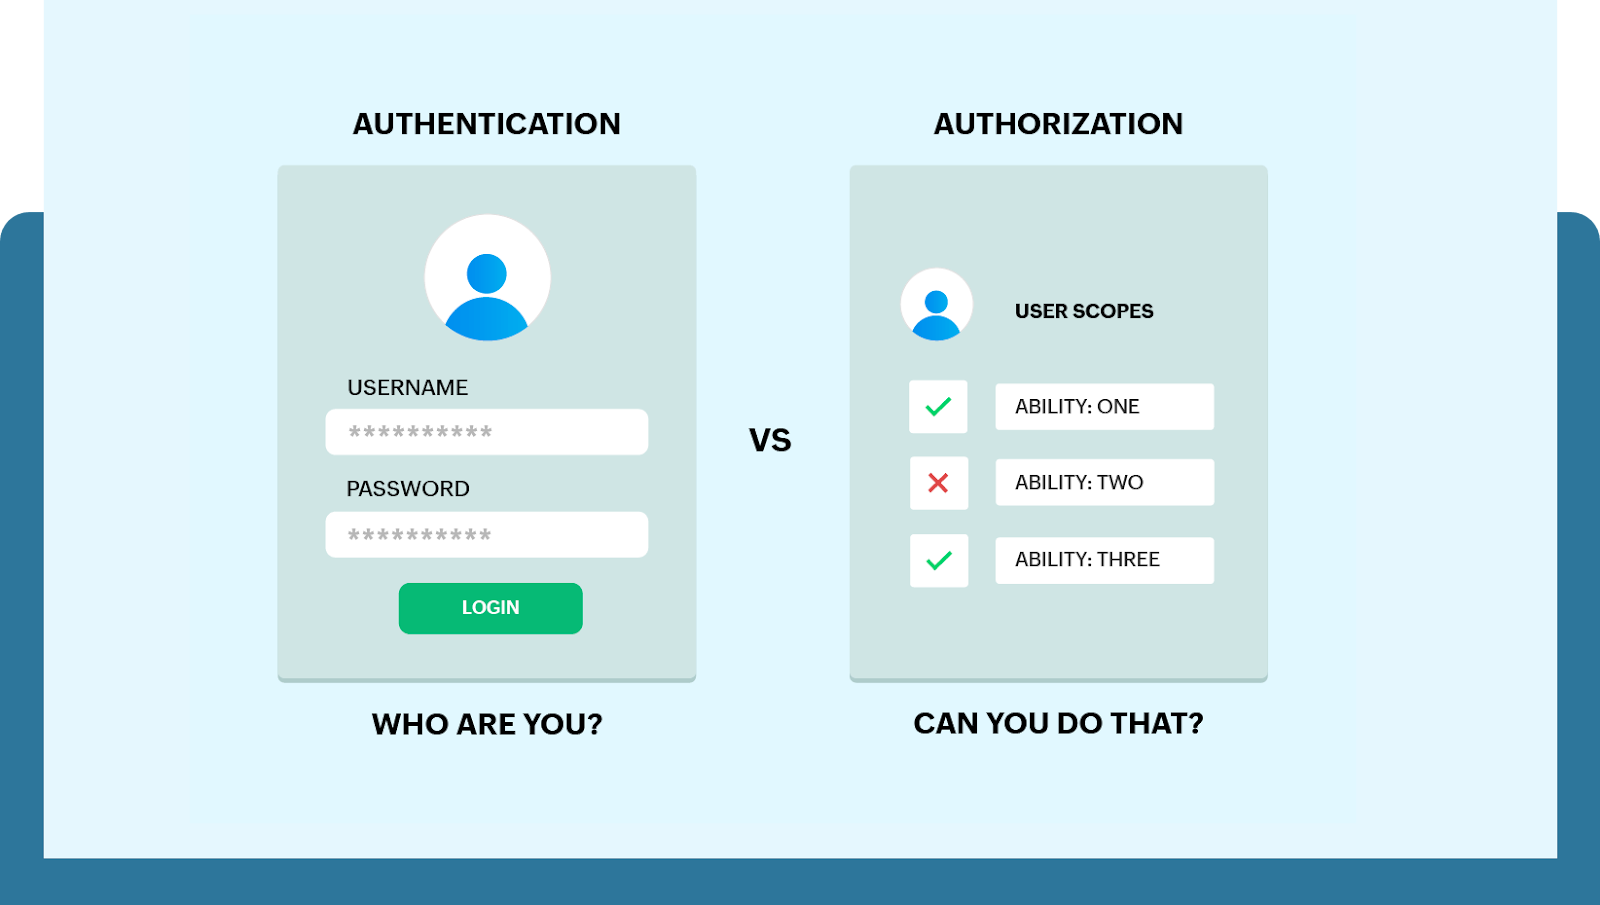 AUTHENTICATION
USERNAME
**********
PASSWORD
**********
LOGIN
WHO ARE YOU?
VS
AUTHORIZATION
USER SCOPES
ABILITY: ONE
ABILITY: TWO
ABILITY: THREE
CAN YOU DO THAT?